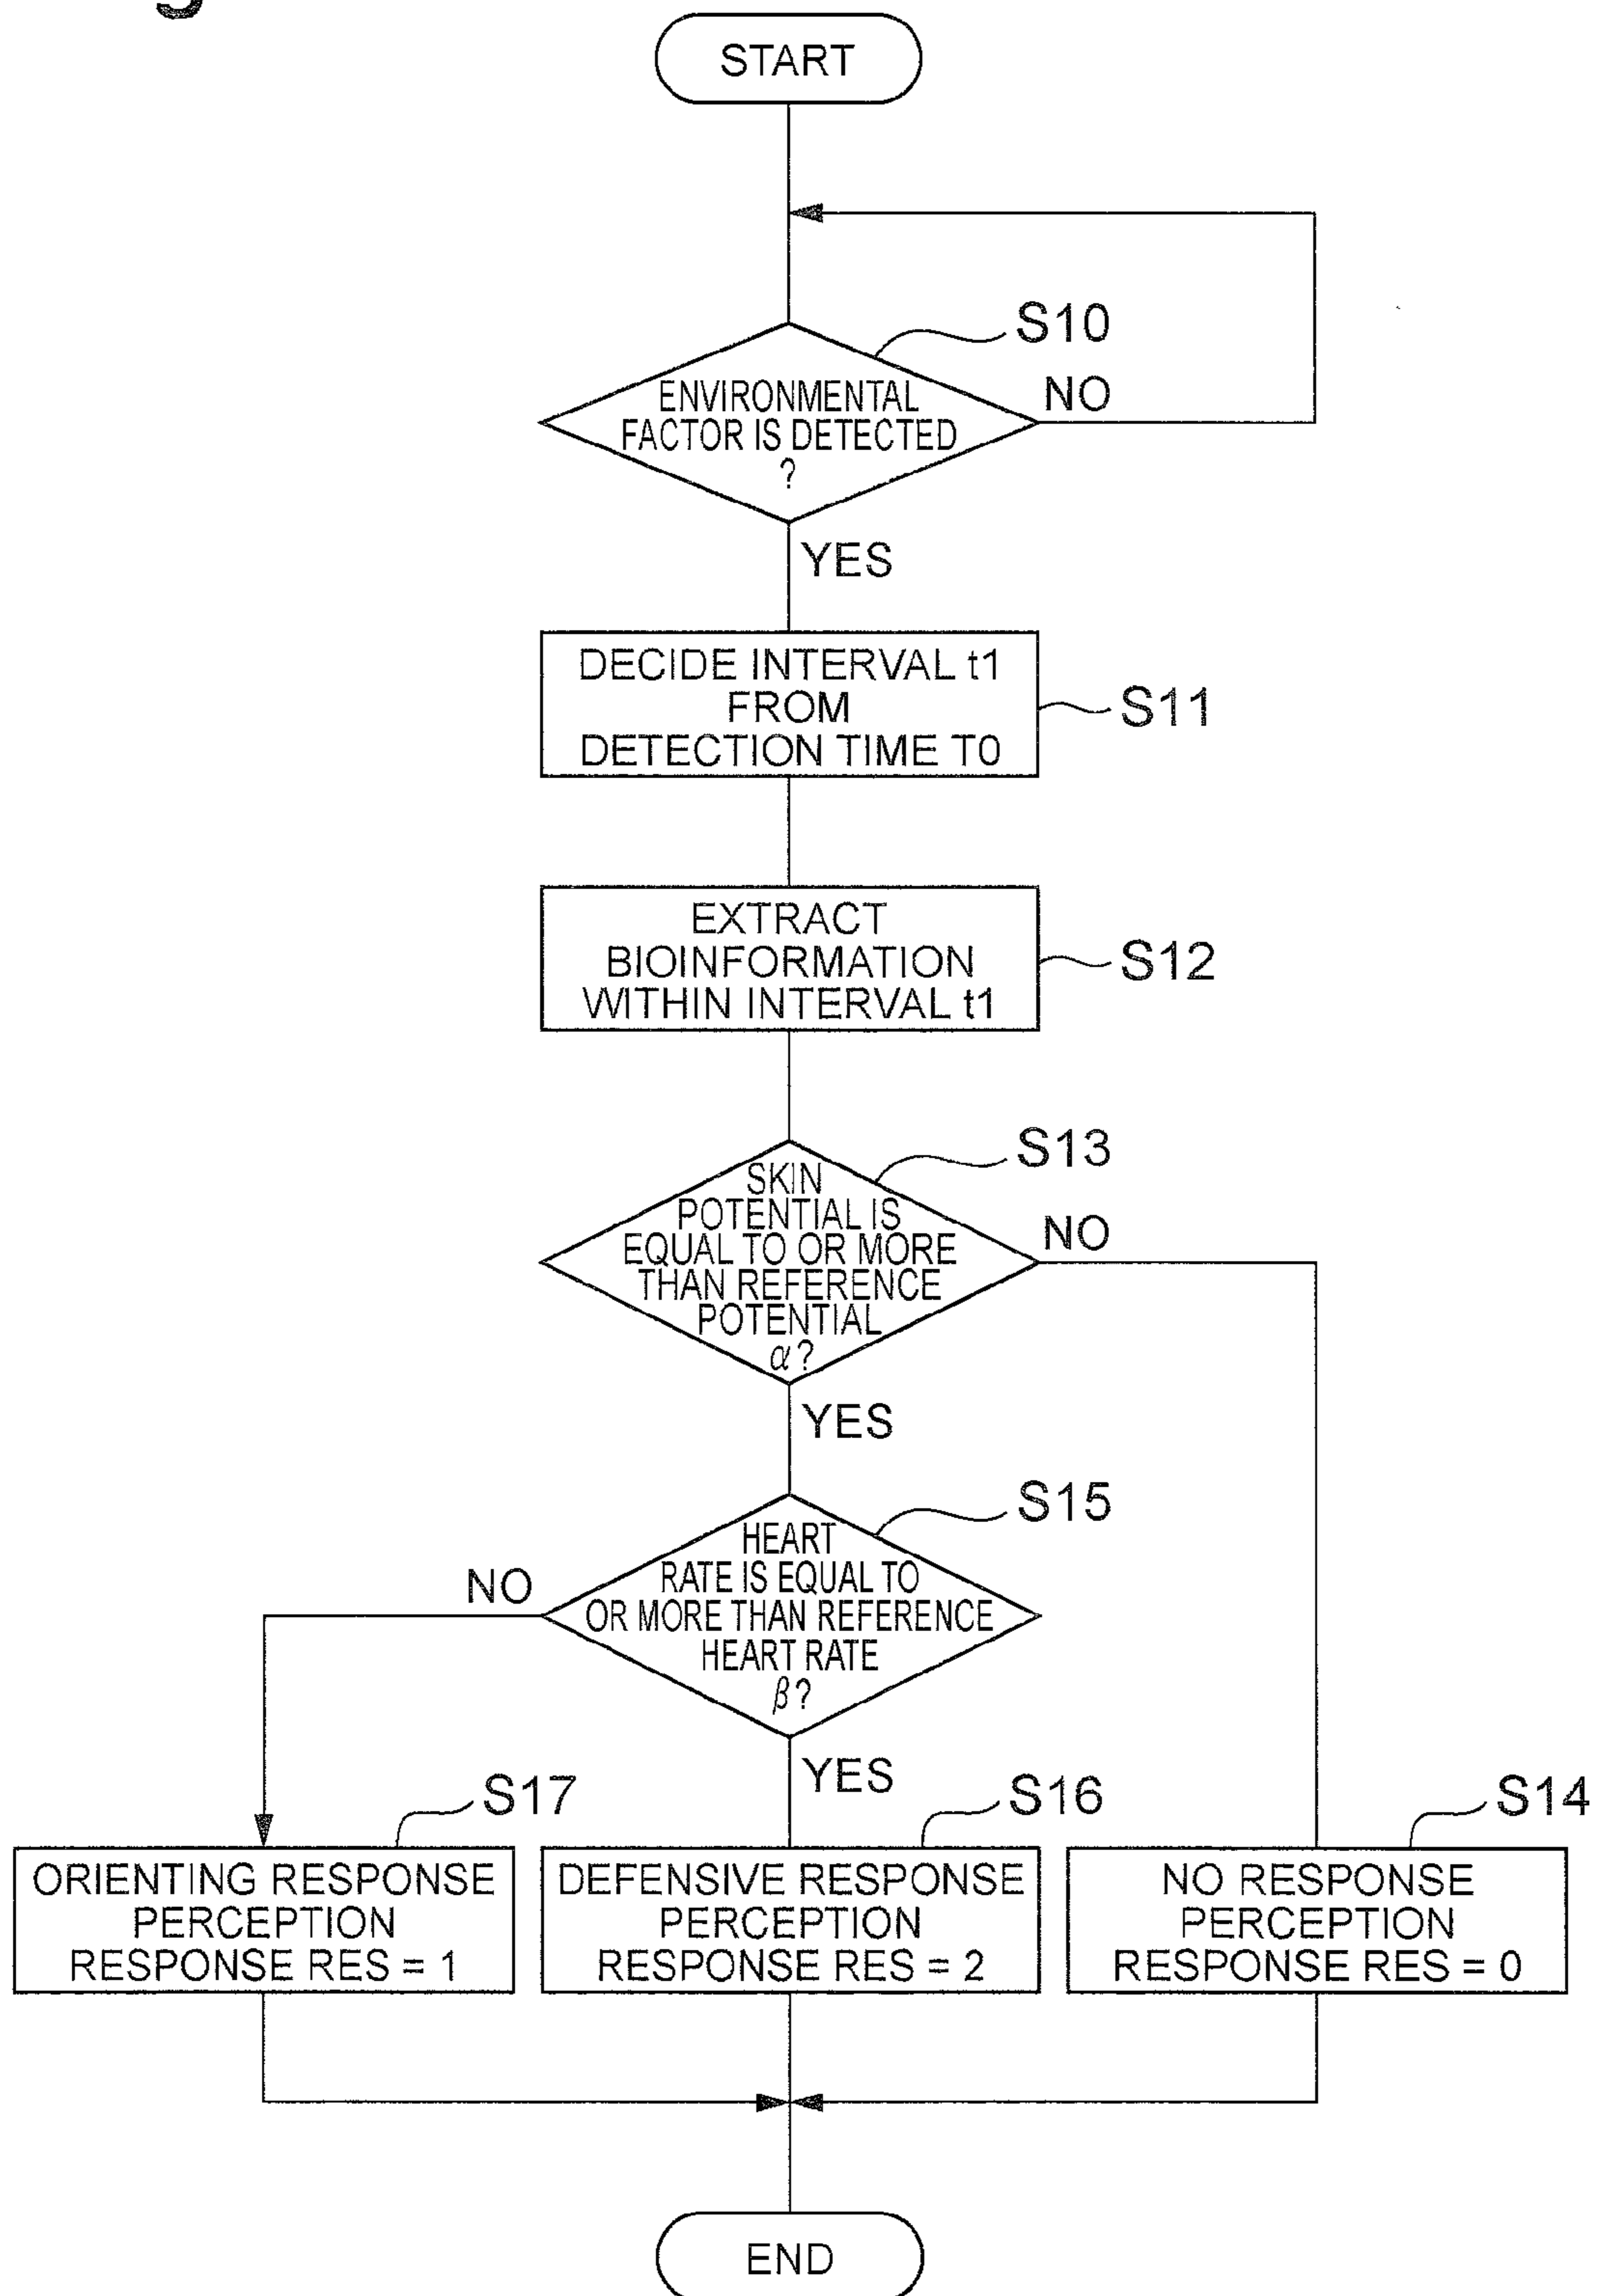 START
S10
ENVIRONMENTAL
FACTOR IS DETECTED
?
NO
YES
DECIDE INTERVAL t1
FROM
DETECTION TIME T0
S11
EXTRACT
BIOINFORMATION
WITHIN INTERVAL t1
S12
S13
SKIN
POTENTIAL IS
EQUAL TO OR MORE
THAN REFERENCE
POTENTIAL
α?
NO
YES
S15
HEART
RATE IS EQUAL TO
OR MORE THAN REFERENCE
HEART RATE
β?
NO
YES
S17
ORIENTING RESPONSE
PERCEPTION
RESPONSE RES = 1
S16
DEFENSIVE RESPONSE
PERCEPTION
RESPONSE RES = 2
S14
NO RESPONSE
PERCEPTION
RESPONSE RES = 0
END